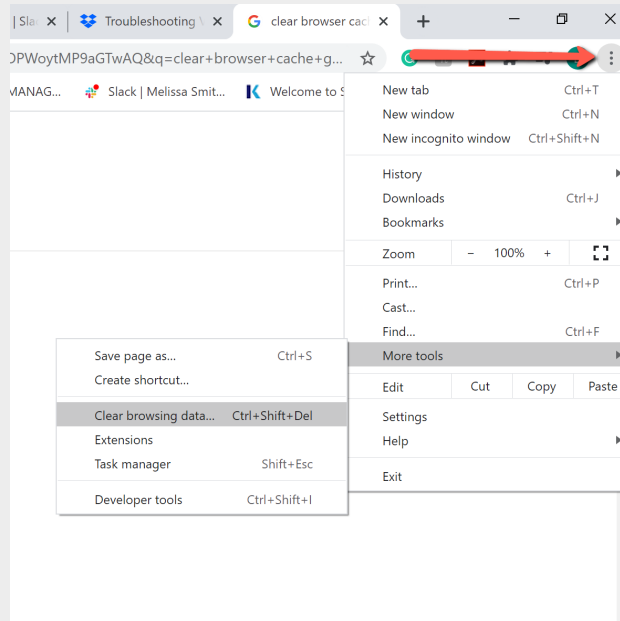 | Sla
Troubleshooting
clear browser cac
OPWoytMP9aGTwAQ&q=clear+browser+cache+g...
MANAG...
Slack | Melissa Smit...
Welcome to S
New tab Ctrl+T
New window Ctrl+N
New incognito window Ctrl+Shift+N
History
Downloads Ctrl+J
Bookmarks
Zoom - 100% +
Print... Ctrl+P
Cast...
Find... Ctrl+F
More tools
Edit Cut Copy Paste
Settings
Help
Exit
Save page as... Ctrl+S
Create shortcut...
Clear browsing data... Ctrl+Shift+Del
Extensions
Task manager Shift+Esc
Developer tools Ctrl+Shift+I